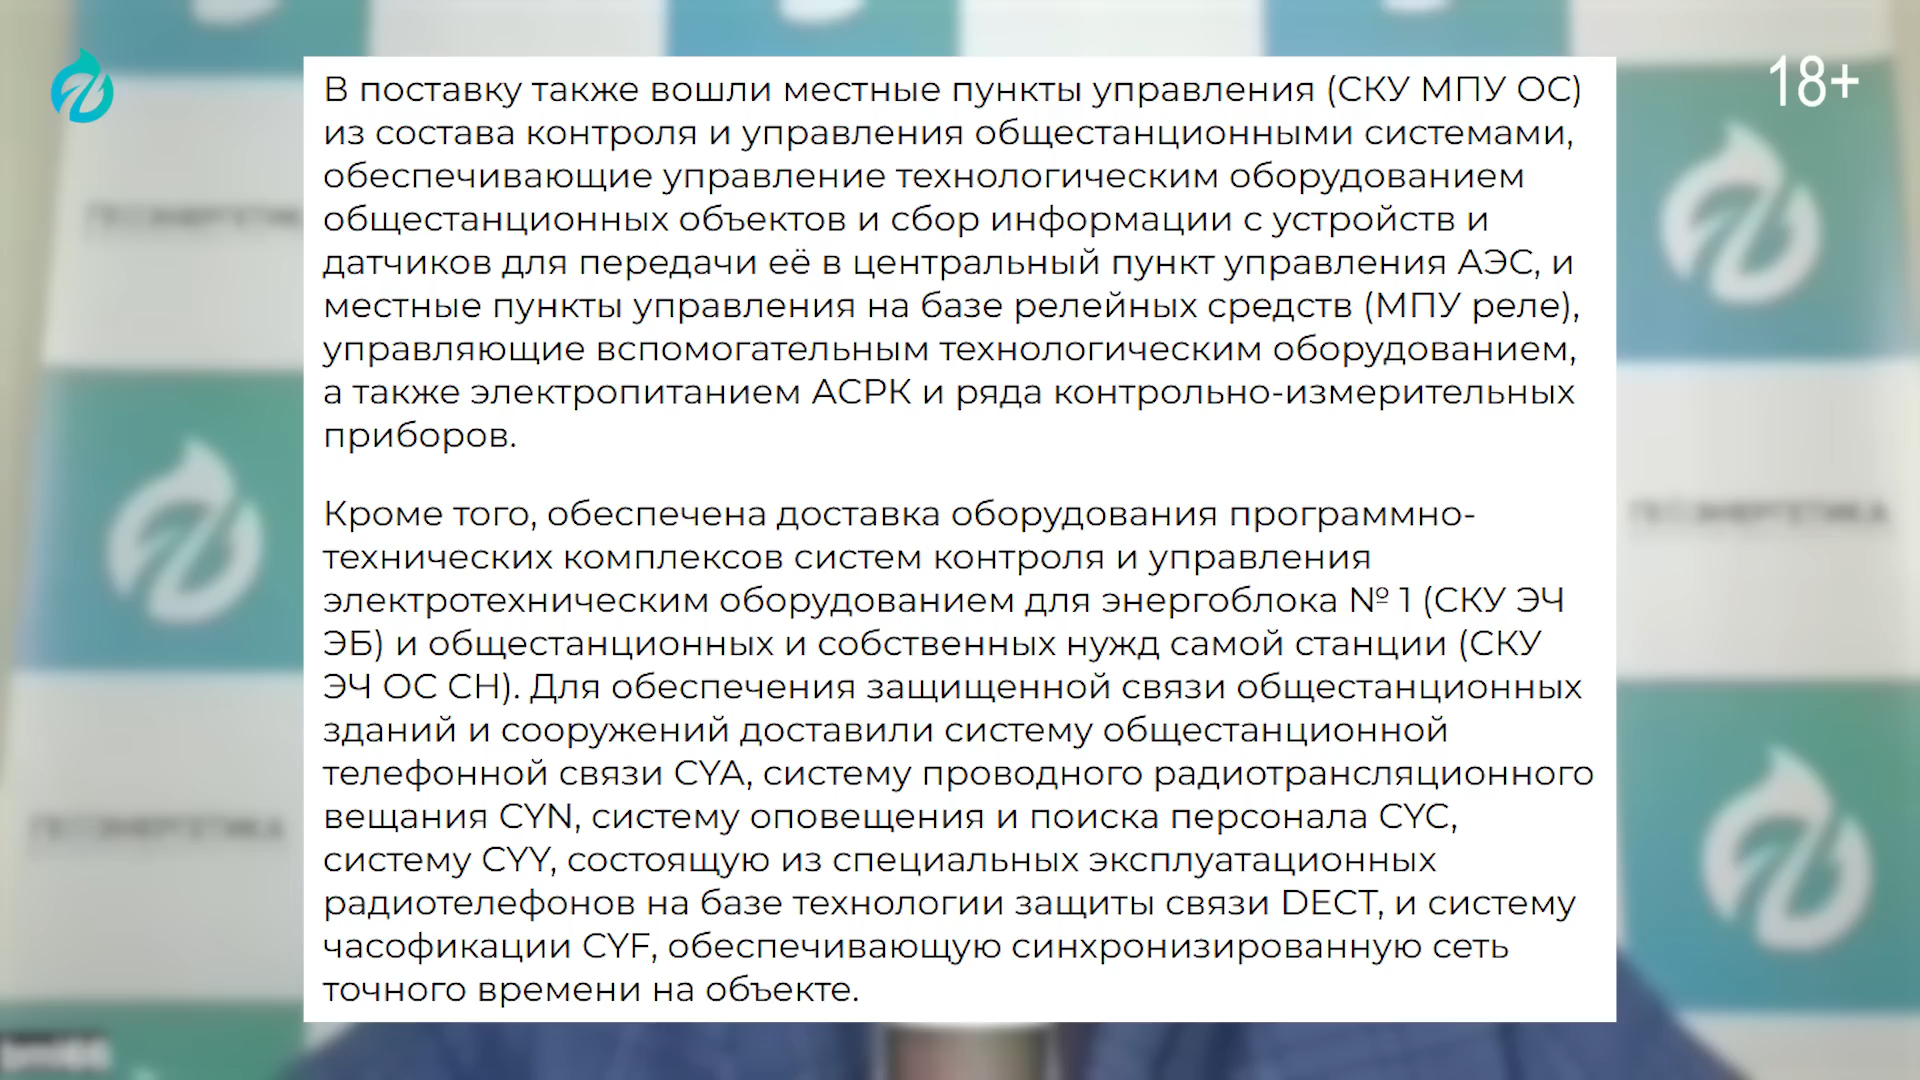 18+
В поставку также вошли местные пункты управления (СКУ МПУ ОС)
из состава контроля и управления общестанционными системами,
обеспечивающие управление технологическим оборудованием
общестанционных объектов и сбор информации с устройств и
датчиков для передачи её в центральный пункт управления АЭС, и
местные пункты управления на базе релейных средств (МПУ реле),
управляющие вспомогательным технологическим оборудованием,
а также электропитанием АСРК и ряда контрольно-измерительных
приборов.
Кроме того, обеспечена доставка оборудования программно-
технических комплексов систем контроля и управления
электротехническим оборудованием для энергоблока № 1 (СКУ ЭЧ
ЭБ) и общестанционных и собственных нужд самой станции (СКУ
ЭЧ ОС СН). Для обеспечения защищенной связи общестанционных
зданий и сооружений доставили систему общестанционной
телефонной связи CYA, систему проводного радиотрансляционного
вещания CYN, систему оповещения и поиска персонала CYC,
систему CYY, состоящую из специальных эксплуатационных
радиотелефонов на базе технологии защиты связи DECT, и систему
часофикации CYF, обеспечивающую синхронизированную сеть
точного времени на объекте.
ГЕОЭНЕРГЕТИКА
ГЕОЭНЕРГЕТИКА